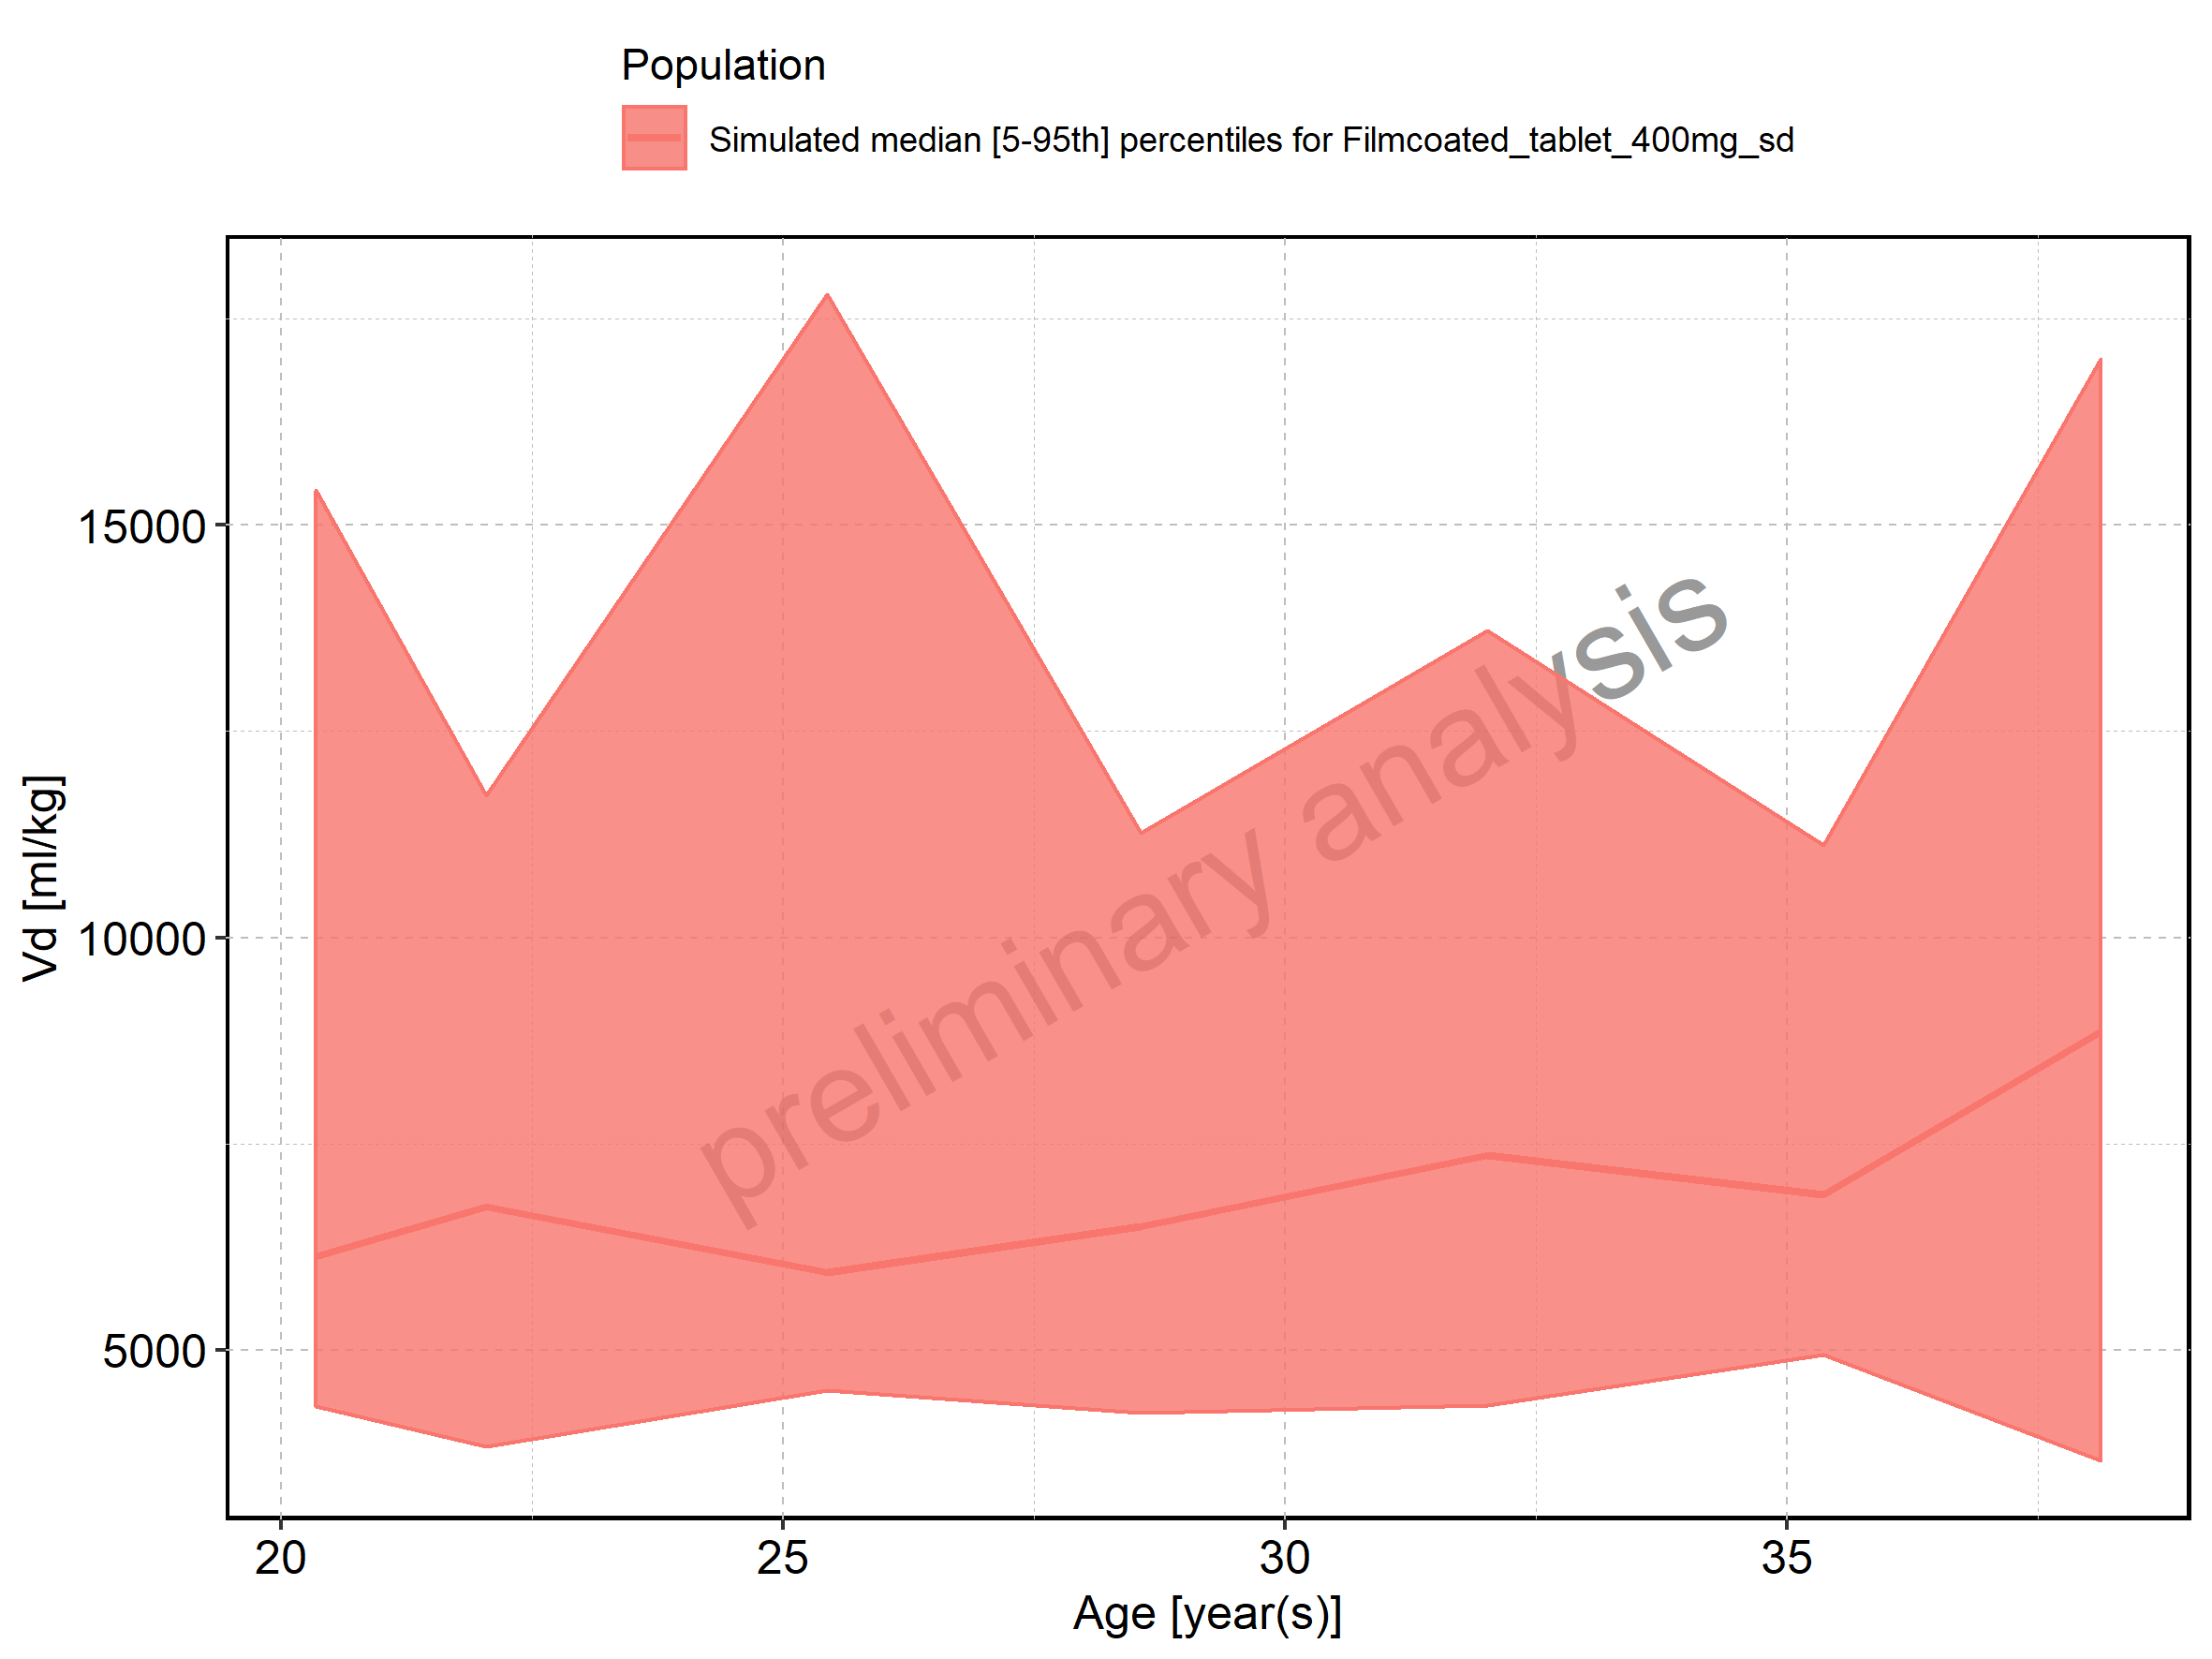 Population
Simulated median [5-95th] percentiles for Filmcoated_tablet_400mg_sd
15000
10000
5000
Vd [ml/kg]
preliminary analysis
20 25 30 35
Age [year(s)]